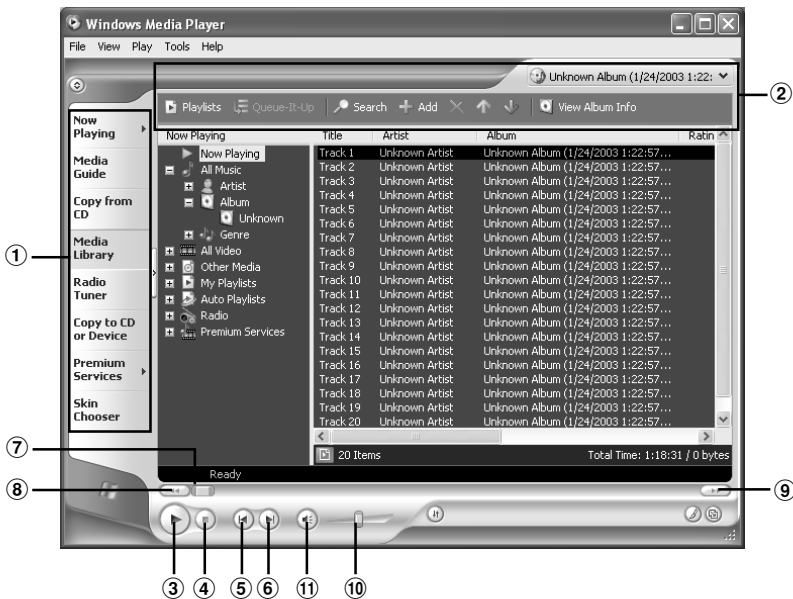 Windows Media Player
File View Play Tools Help
Unknown Album (1/24/2003 1:22:
②
Playlists Queue-It-Up Search Add View Album Info
Now Playing
Media Guide
Copy from CD
①
Media Library
Radio Tuner
Copy to CD or Device
Premium Services
Skin Chooser
Now Playing
Now Playing
All Music
Artist
Album
Unknown
Genre
All Video
Other Media
My Playlists
Auto Playlists
Radio
Premium Services
Title Artist Album Ratin
Track 1 Unknown Artist Unknown Album (1/24/2003 1:22:57...
Track 2 Unknown Artist Unknown Album (1/24/2003 1:22:57...
Track 3 Unknown Artist Unknown Album (1/24/2003 1:22:57...
Track 4 Unknown Artist Unknown Album (1/24/2003 1:22:57...
Track 5 Unknown Artist Unknown Album (1/24/2003 1:22:57...
Track 6 Unknown Artist Unknown Album (1/24/2003 1:22:57...
Track 7 Unknown Artist Unknown Album (1/24/2003 1:22:57...
Track 8 Unknown Artist Unknown Album (1/24/2003 1:22:57...
Track 9 Unknown Artist Unknown Album (1/24/2003 1:22:57...
Track 10 Unknown Artist Unknown Album (1/24/2003 1:22:57...
Track 11 Unknown Artist Unknown Album (1/24/2003 1:22:57...
Track 12 Unknown Artist Unknown Album (1/24/2003 1:22:57...
Track 13 Unknown Artist Unknown Album (1/24/2003 1:22:57...
Track 14 Unknown Artist Unknown Album (1/24/2003 1:22:57...
Track 15 Unknown Artist Unknown Album (1/24/2003 1:22:57...
Track 16 Unknown Artist Unknown Album (1/24/2003 1:22:57...
Track 17 Unknown Artist Unknown Album (1/24/2003 1:22:57...
Track 18 Unknown Artist Unknown Album (1/24/2003 1:22:57...
Track 19 Unknown Artist Unknown Album (1/24/2003 1:22:57...
Track 20 Unknown Artist Unknown Album (1/24/2003 1:22:57...
20 Items Total Time: 1:18:31 / 0 bytes
⑦
Ready
⑧ ⑨
③ ④ ⑤ ⑥ ⑪ ⑩